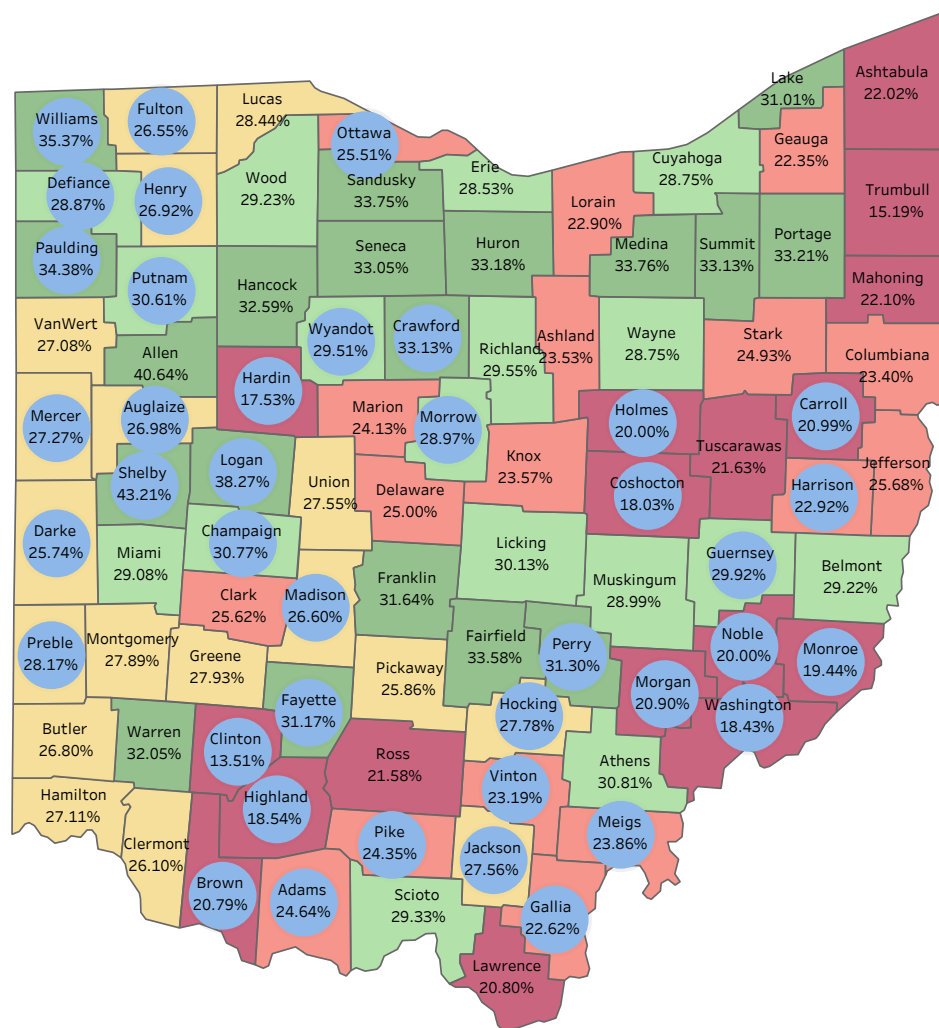 Lake
31.01%
Ashtabula
22.02%
Williams
35.37%
Fulton
26.55%
Lucas
28.44%
Ottawa
25.51%
Geauga
22.35%
Cuyahoga
28.75%
Erie
28.53%
Wood
29.23%
Sandusky
33.75%
Defiance
28.87%
Henry
26.92%
Trumbull
15.19%
Lorain
22.90%
Medina
33.76%
Summit
33.13%
Portage
33.21%
Paulding
34.38%
Seneca
33.05%
Huron
33.18%
Putnam
30.61%
Hancock
32.59%
Mahoning
22.10%
VanWert
27.08%
Wyandot
29.51%
Crawford
33.13%
Richland
29.55%
Ashland
23.53%
Wayne
28.75%
Stark
24.93%
Columbiana
23.40%
Allen
40.64%
Hardin
17.53%
Mercer
27.27%
Auglaize
26.98%
Marion
24.13%
Morrow
28.97%
Holmes
20.00%
Carroll
20.99%
Tuscarawas
21.63%
Shelby
43.21%
Logan
38.27%
Union
27.55%
Knox
23.57%
Jefferson
25.68%
Delaware
25.00%
Coshocton
18.03%
Harrison
22.92%
Darke
25.74%
Champaign
30.77%
Miami
29.08%
Licking
30.13%
Guernsey
29.92%
Belmont
29.22%
Franklin
31.64%
Muskingum
28.99%
Clark
25.62%
Madison
26.60%
Preble
28.17%
Montgomery
27.89%
Greene
27.93%
Fairfield
33.58%
Perry
31.30%
Noble
20.00%
Monroe
19.44%
Pickaway
25.86%
Morgan
20.90%
Fayette
31.17%
Hocking
27.78%
Washington
18.43%
Butler
26.80%
Warren
32.05%
Clinton
13.51%
Ross
21.58%
Athens
30.81%
Vinton
23.19%
Hamilton
27.11%
Highland
18.54%
Meigs
23.86%
Pike
24.35%
Clermont
26.10%
Jackson
27.56%
Brown
20.79%
Adams
24.64%
Scioto
29.33%
Gallia
22.62%
Lawrence
20.80%